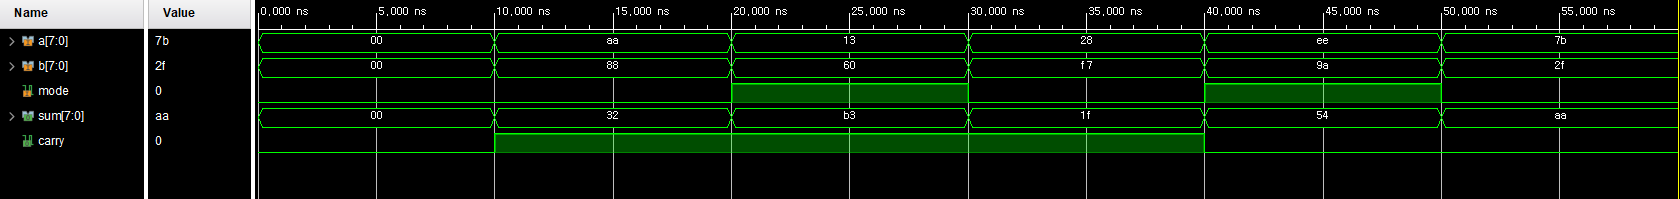 Name Value 0,000 ns 5,000 ns 10,000 ns 15,000 ns 20,000 ns 25,000 ns 30,000 ns 35,000 ns 40,000 ns 45,000 ns 50,000 ns 55,000 ns
a[7:0] 7b 00 aa 13 28 ee 7b
b[7:0] 2f 00 88 60 f7 9a 2f
mode 0
sum[7:0] aa 00 32 b3 1f 54 aa
carry 0